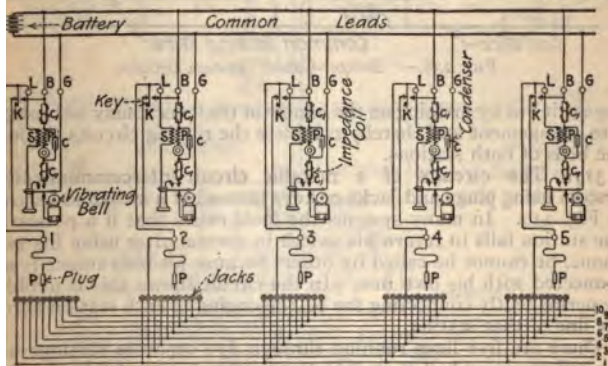 Battery Common Leads
L B G L B G L B G L B G L B G
Key
K K K K K
Impedance Coil
Condenser
S P C S P C S P C S P C S P C
Vibrating Bell
1 2 3 4 5
P Plug P Jacks P P P